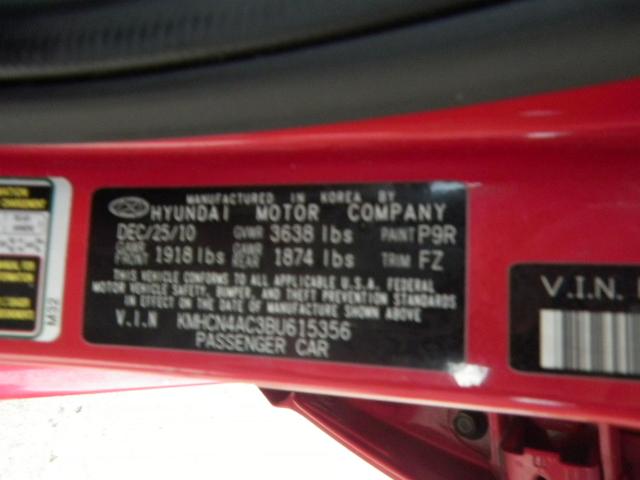 MANUFACTURED IN KOREA BY
HYUNDAI MOTOR COMPANY
DEC/25/10 GVWR 3638 lbs PAINT P9R
GAWR FRONT 1918 lbs GAWR REAR 1874 lbs TRIM FZ
THIS VEHICLE CONFORMS TO ALL APPLICABLE U.S.A. FEDERAL
MOTOR VEHICLE SAFETY, BUMPER, AND THEFT PREVENTION STANDARDS
IN EFFECT ON THE DATE OF MANUFACTURE SHOWN ABOVE
V.I.N KMHCN4AC3BU615356
PASSENGER CAR
M32
V.I.N.